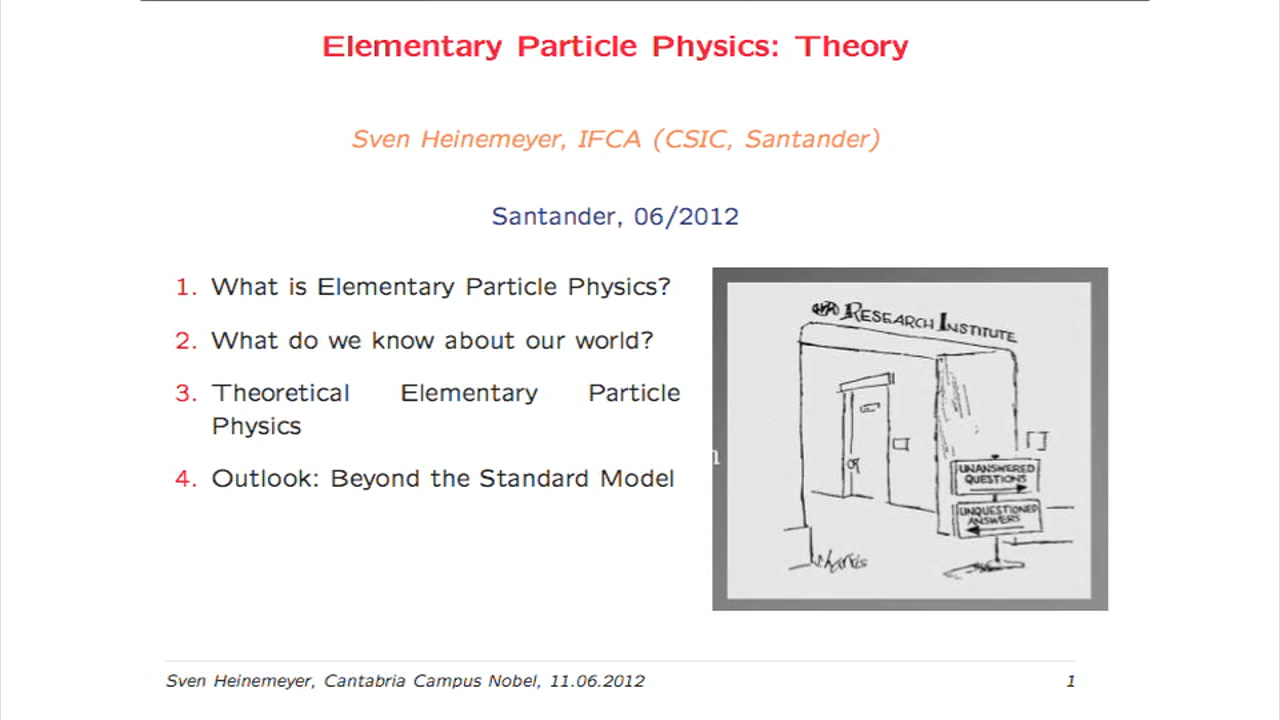 Elementary Particle Physics: Theory
Sven Heinemeyer, IFCA (CSIC, Santander)
Santander, 06/2012
1. What is Elementary Particle Physics?
2. What do we know about our world?
3. Theoretical Elementary Particle
Physics
4. Outlook: Beyond the Standard Model
RESEARCH INSTITUTE
UNANSWERED
QUESTIONS
UNQUESTIONED
ANSWERS
Sven Heinemeyer, Cantabria Campus Nobel, 11.06.2012 1